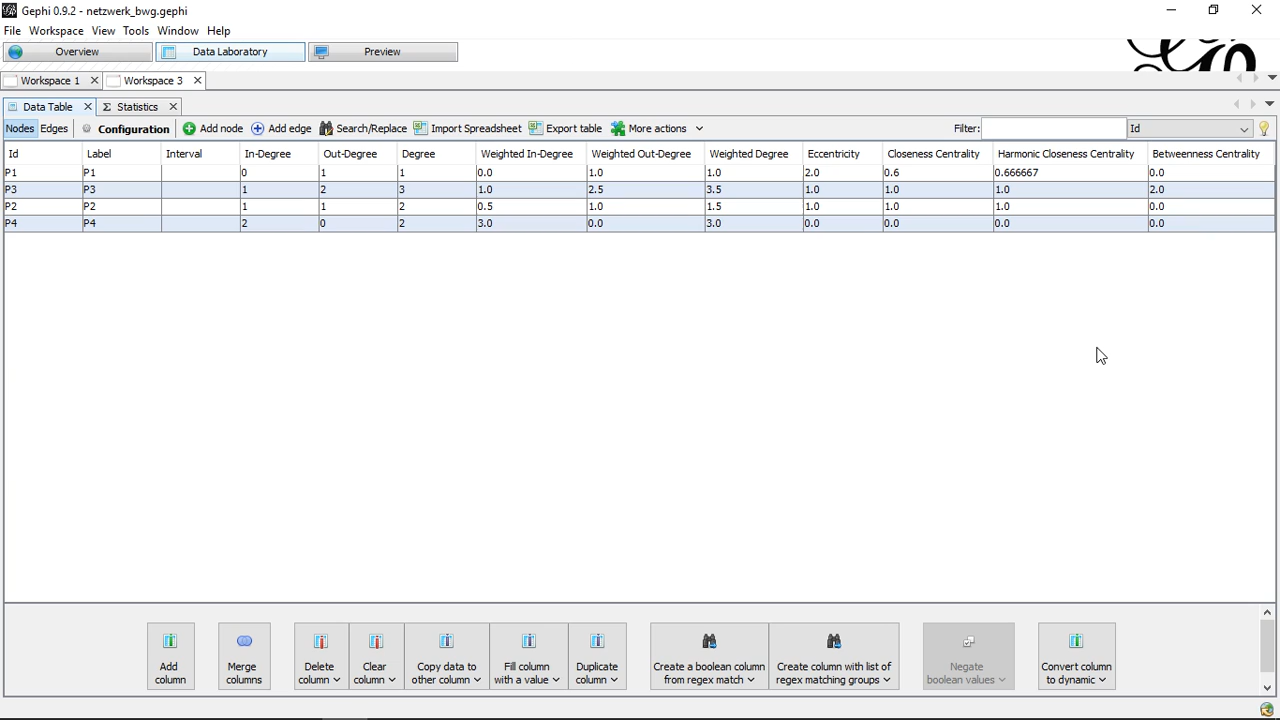 Gephi 0.9.2 - netzwerk_bwg.gephi
File Workspace View Tools Window Help
Overview Data Laboratory Preview
Workspace 1 Workspace 3
Data Table Σ Statistics
Nodes Edges Configuration Add node Add edge Search/Replace Import Spreadsheet Export table More actions Filter: Id
Id Label Interval In-Degree Out-Degree Degree Weighted In-Degree Weighted Out-Degree Weighted Degree Eccentricity Closeness Centrality Harmonic Closeness Centrality Betweenness Centrality
P1 P1 0 1 1 0.0 1.0 1.0 2.0 0.6 0.666667 0.0
P3 P3 1 2 3 1.0 2.5 3.5 1.0 1.0 1.0 2.0
P2 P2 1 1 2 0.5 1.0 1.5 1.0 1.0 1.0 0.0
P4 P4 2 0 2 3.0 0.0 3.0 0.0 0.0 0.0 0.0
Add column
Merge columns
Delete column
Clear column
Copy data to other column
Fill column with a value
Duplicate column
Create a boolean column from regex match
Create column with list of regex matching groups
Negate boolean values
Convert column to dynamic